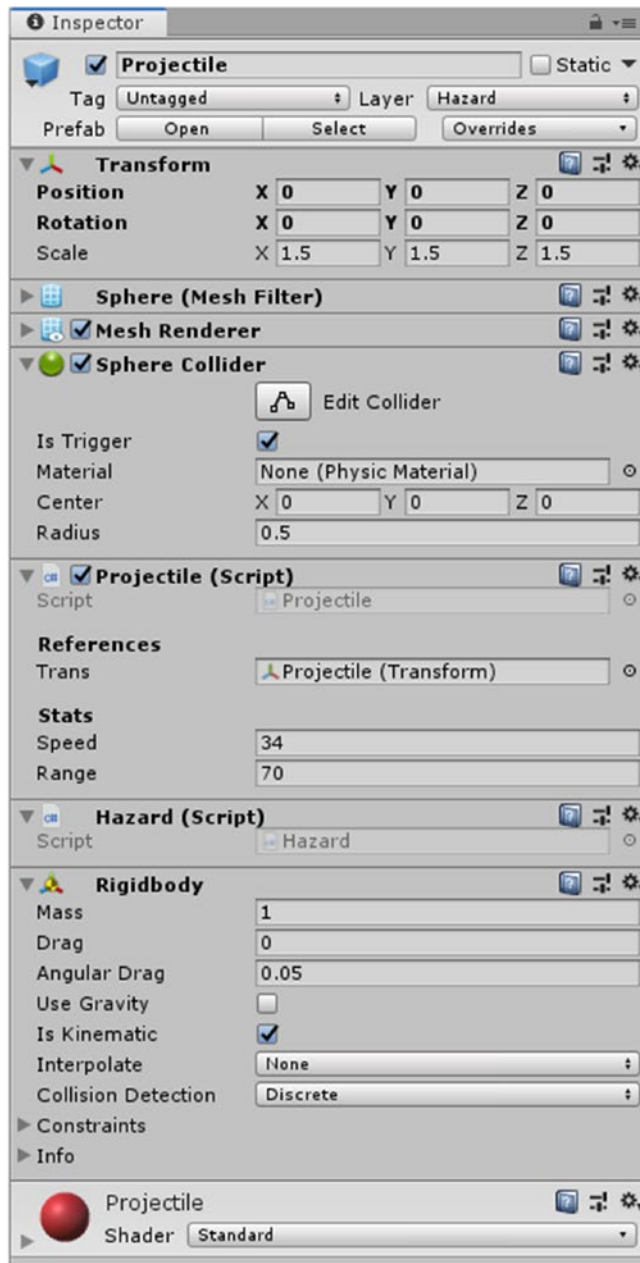 Inspector
Projectile Static
Tag Untagged Layer Hazard
Prefab Open Select Overrides
Transform
Position X 0 Y 0 Z 0
Rotation X 0 Y 0 Z 0
Scale X 1.5 Y 1.5 Z 1.5
Sphere (Mesh Filter)
Mesh Renderer
Sphere Collider
Edit Collider
Is Trigger
Material None (Physic Material)
Center X 0 Y 0 Z 0
Radius 0.5
Projectile (Script)
Script Projectile
References
Trans Projectile (Transform)
Stats
Speed 34
Range 70
Hazard (Script)
Script Hazard
Rigidbody
Mass 1
Drag 0
Angular Drag 0.05
Use Gravity
Is Kinematic
Interpolate None
Collision Detection Discrete
Constraints
Info
Projectile
Shader Standard